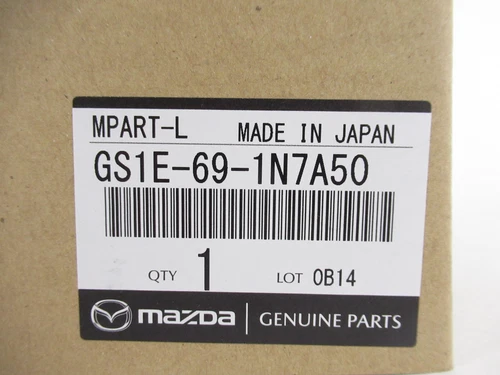 MPART-L MADE IN JAPAN
GS1E-69-1N7A50
QTY 1 LOT 0B14
mazda GENUINE PARTS